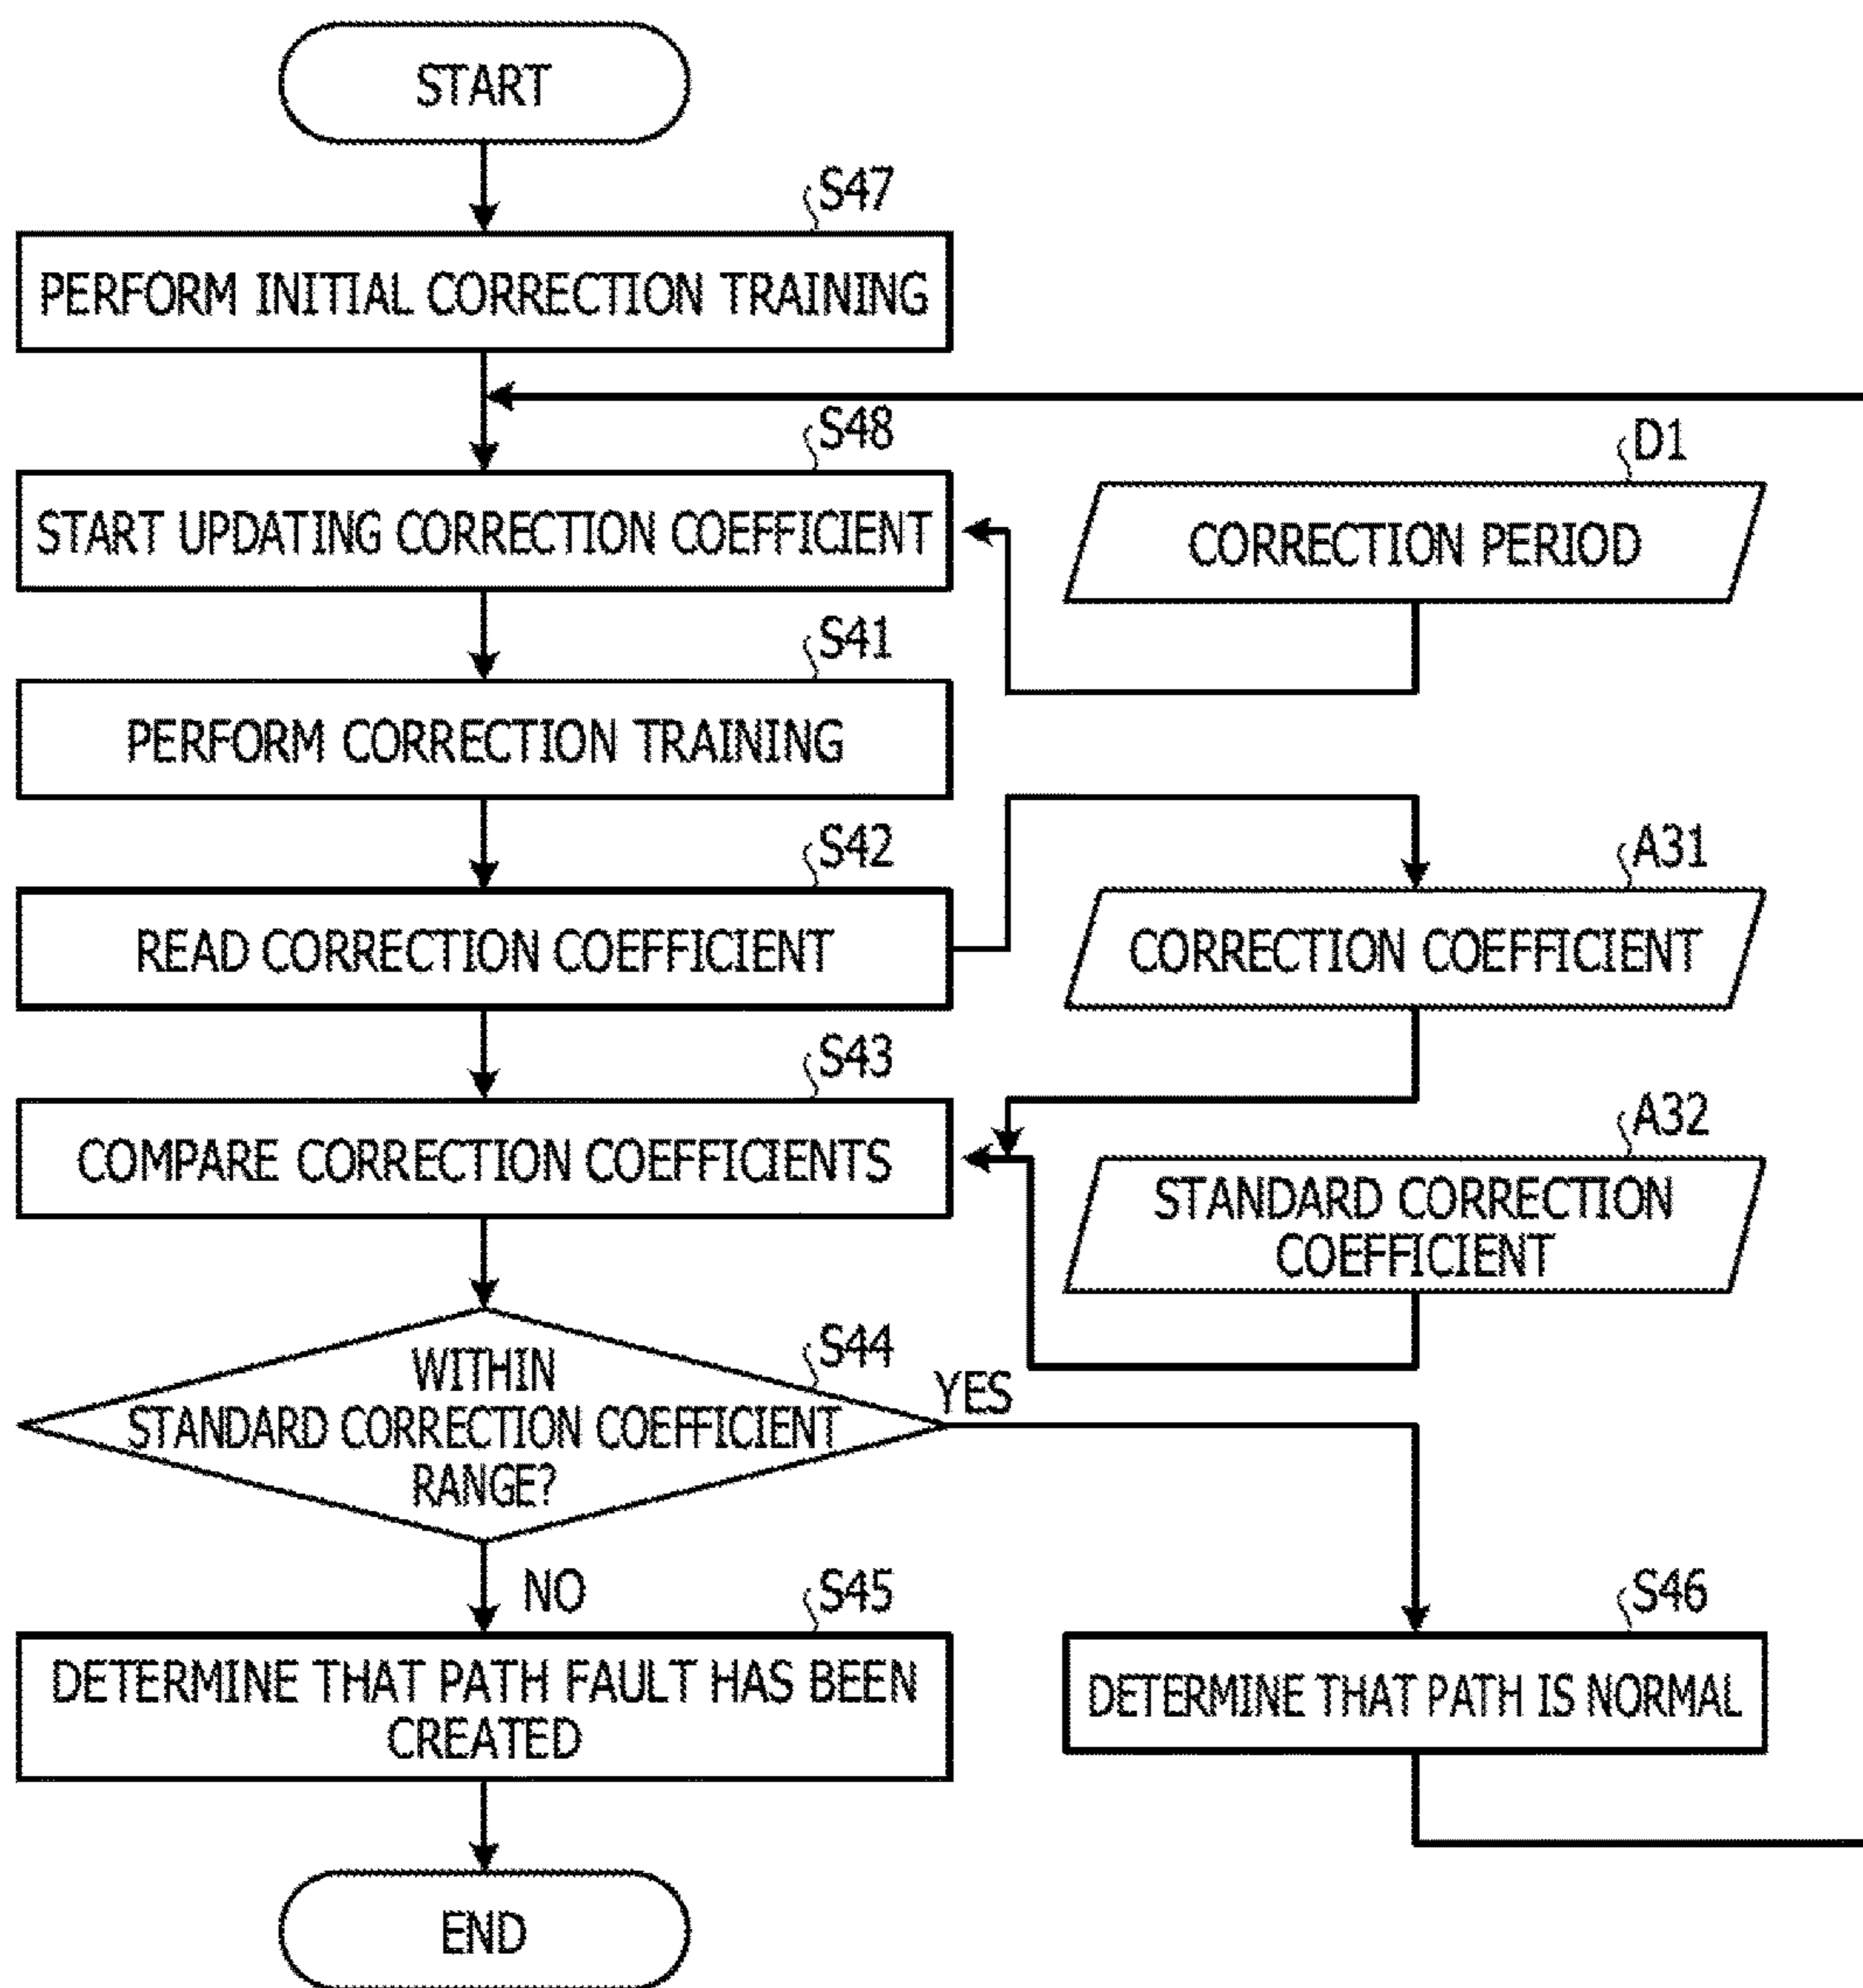 START
S47
PERFORM INITIAL CORRECTION TRAINING
S48
START UPDATING CORRECTION COEFFICIENT
D1
CORRECTION PERIOD
S41
PERFORM CORRECTION TRAINING
S42
READ CORRECTION COEFFICIENT
A31
CORRECTION COEFFICIENT
S43
COMPARE CORRECTION COEFFICIENTS
A32
STANDARD CORRECTION
COEFFICIENT
S44
WITHIN
STANDARD CORRECTION COEFFICIENT
RANGE?
YES
NO
S45
DETERMINE THAT PATH FAULT HAS BEEN
CREATED
S46
DETERMINE THAT PATH IS NORMAL
END